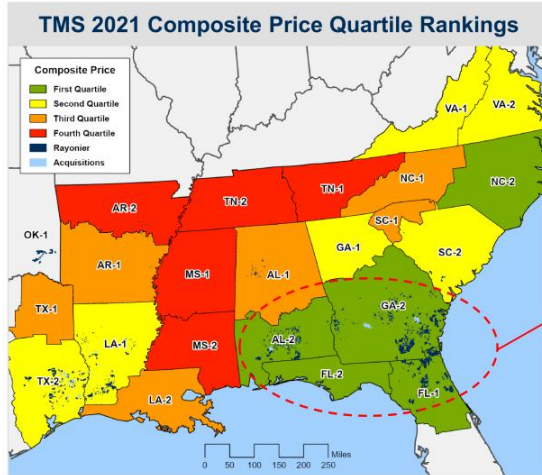 TMS 2021 Composite Price Quartile Rankings
Composite Price
First Quartile
Second Quartile
Third Quartile
Fourth Quartile
Rayonier
Acquisitions
VA-1
VA-2
NC-1
NC-2
TN-1
TN-2
AR-2
SC-1
OK-1
GA-1
SC-2
AR-1
MS-1
AL-1
TX-1
GA-2
LA-1
MS-2
AL-2
TX-2
FL-2
FL-1
LA-2
Miles
0 50 100 150 200 250